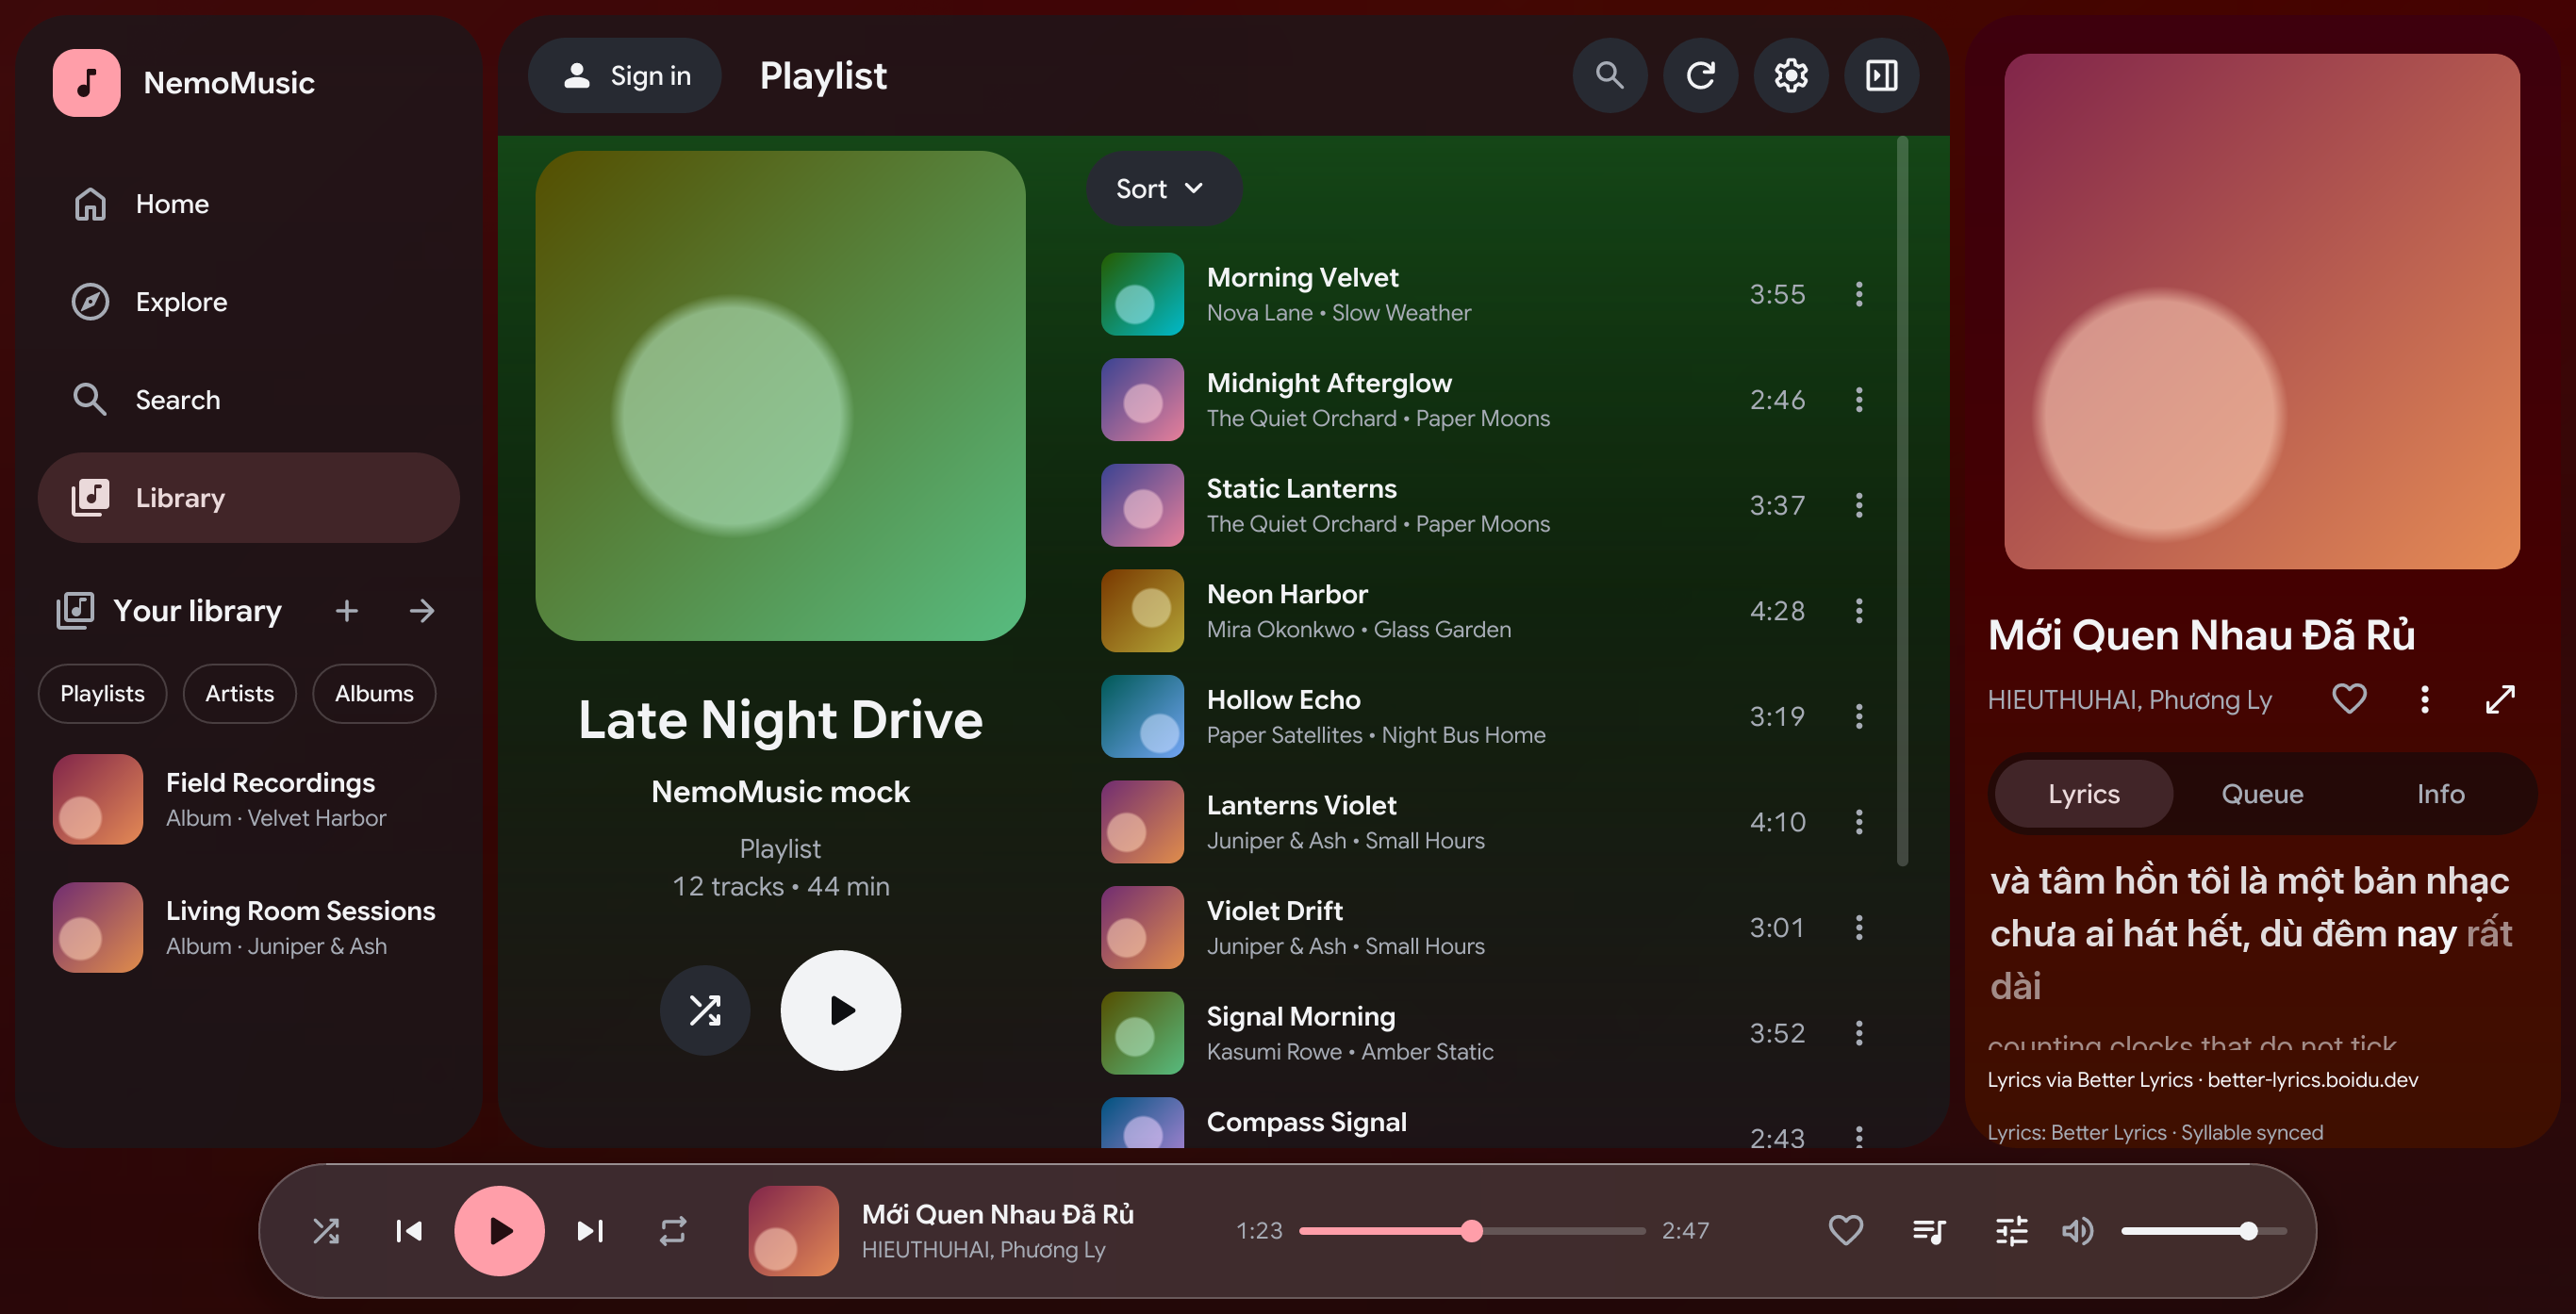 NemoMusic
Home
Explore
Search
Library
Your library
Playlists
Artists
Albums
Field Recordings
Album · Velvet Harbor
Living Room Sessions
Album · Juniper & Ash
Sign in
Playlist
Late Night Drive
NemoMusic mock
Playlist
12 tracks • 44 min
Sort
Morning Velvet
Nova Lane • Slow Weather
3:55
Midnight Afterglow
The Quiet Orchard • Paper Moons
2:46
Static Lanterns
The Quiet Orchard • Paper Moons
3:37
Neon Harbor
Mira Okonkwo • Glass Garden
4:28
Hollow Echo
Paper Satellites • Night Bus Home
3:19
Lanterns Violet
Juniper & Ash • Small Hours
4:10
Violet Drift
Juniper & Ash • Small Hours
3:01
Signal Morning
Kasumi Rowe • Amber Static
3:52
Compass Signal
2:43
Mới Quen Nhau Đã Rủ
HIEUTHUHAI, Phương Ly
Lyrics
Queue
Info
và tâm hồn tôi là một bản nhạc
chưa ai hát hết, dù đêm nay rất
dài
counting clocks that do not tick
Lyrics via Better Lyrics · better-lyrics.boidu.dev
Lyrics: Better Lyrics · Syllable synced
Mới Quen Nhau Đã Rủ
HIEUTHUHAI, Phương Ly
1:23
2:47